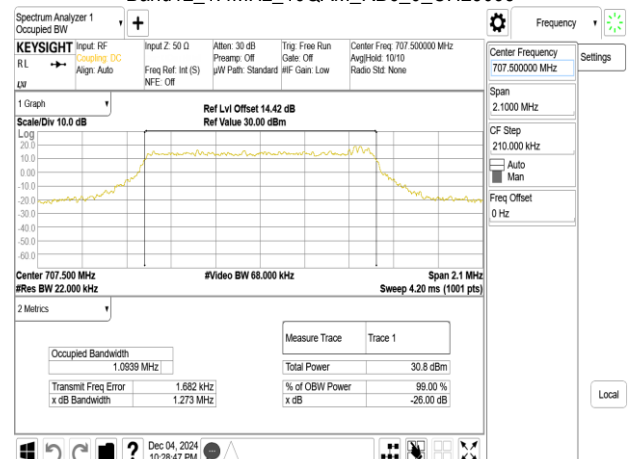 Spectrum Analyzer 1
Occupied BW
+
Frequency
KEYSIGHT
RL
LXI
Input: RF
Coupling: DC
Align: Auto
Input Z: 50 Ω
Freq Ref: Int (S)
NFE: Off
Atten: 30 dB
Preamp: Off
µW Path: Standard
Trig: Free Run
Gate: Off
#IF Gain: Low
Center Freq: 707.500000 MHz
Avg|Hold: 10/10
Radio Std: None
Center Frequency
707.500000 MHz
Settings
Span
2.1000 MHz
CF Step
210.000 kHz
Auto
Man
Freq Offset
0 Hz
Local
1 Graph
Scale/Div 10.0 dB
Ref Lvl Offset 14.42 dB
Ref Value 30.00 dBm
Log
20.0
10.0
0.00
-10.0
-20.0
-30.0
-40.0
-50.0
-60.0
Center 707.500 MHz
#Video BW 68.000 kHz
Span 2.1 MHz
#Res BW 22.000 kHz
Sweep 4.20 ms (1001 pts)
2 Metrics
Measure Trace
Trace 1
Occupied Bandwidth
1.0939 MHz
Total Power
30.8 dBm
Transmit Freq Error
1.682 kHz
% of OBW Power
99.00 %
x dB Bandwidth
1.273 MHz
x dB
-26.00 dB
?
Dec 04, 2024
10:28:47 PM